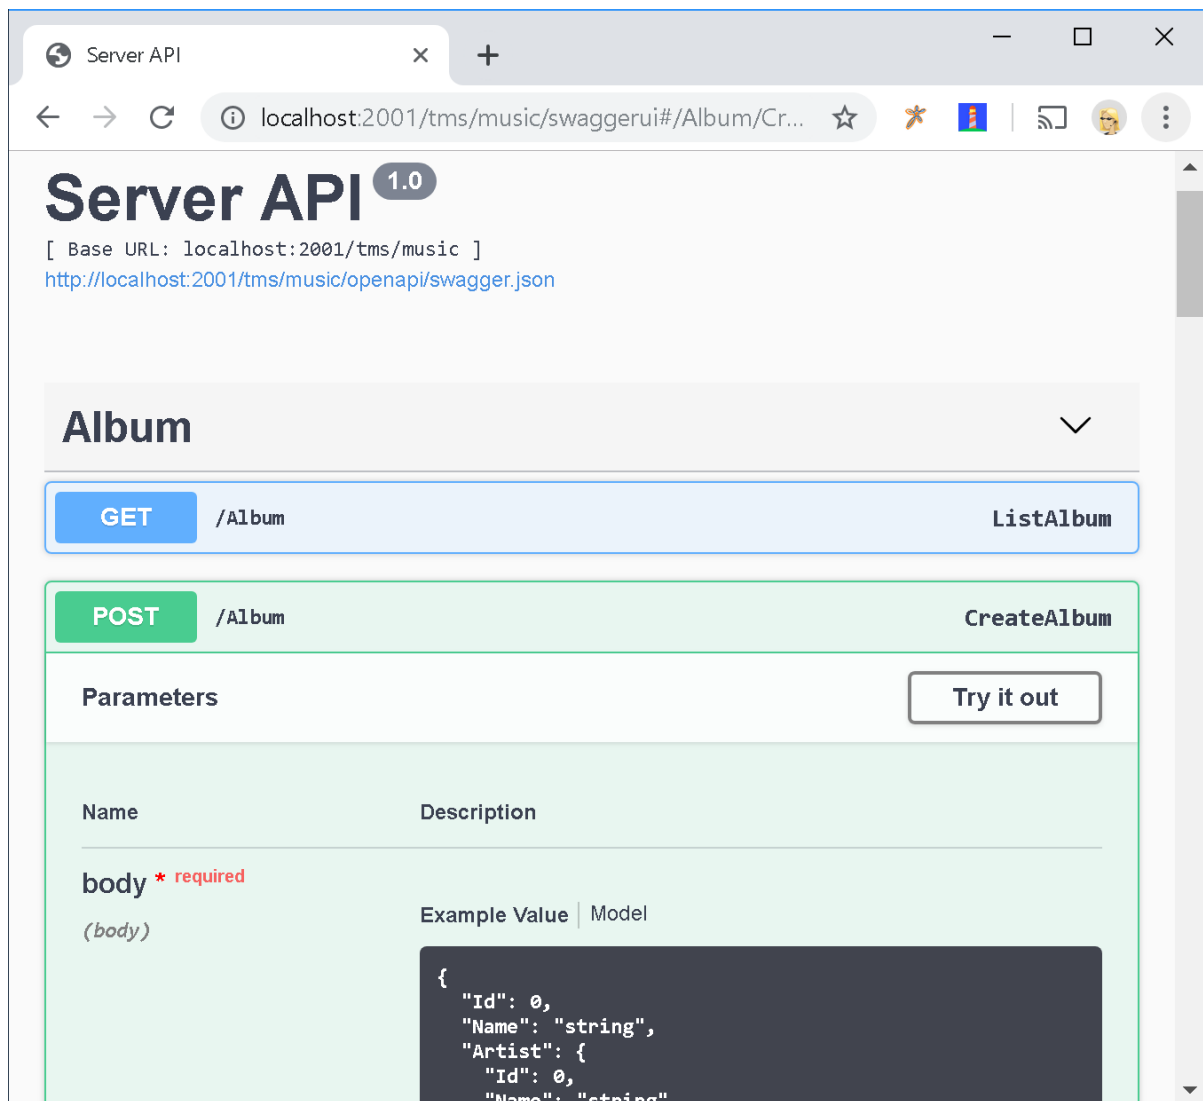 Server API
localhost:2001/tms/music/swaggerui#/Album/Cr...
Server API 1.0
[ Base URL: localhost:2001/tms/music ]
http://localhost:2001/tms/music/openapi/swagger.json
Album
GET /Album ListAlbum
POST /Album CreateAlbum
Parameters Try it out
Name Description
body * required
(body)
Example Value Model
{
"Id": 0,
"Name": "string",
"Artist": {
"Id": 0,
"Name": "string"